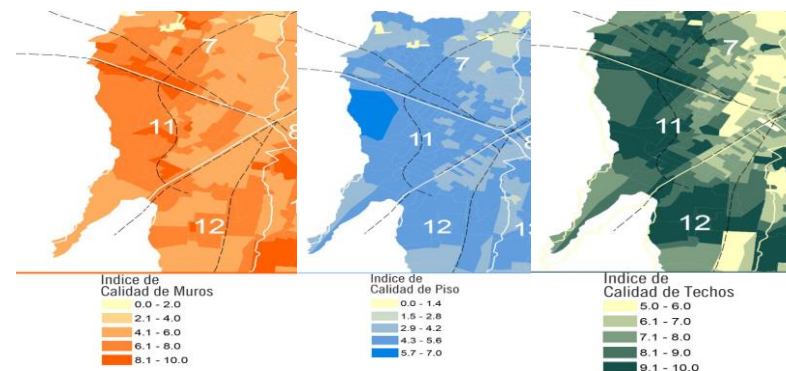 7
11
8
12
1
7
11
8
12
13
7
11
12
Indice de
Calidad de Muros
0.0 - 2.0
2.1 - 4.0
4.1 - 6.0
6.1 - 8.0
8.1 - 10.0
Indice de
Calidad de Piso
0.0 - 1.4
1.5 - 2.8
2.9 - 4.2
4.3 - 5.6
5.7 - 7.0
Indice de
Calidad de Techos
5.0 - 6.0
6.1 - 7.0
7.1 - 8.0
8.1 - 9.0
9.1 - 10.0